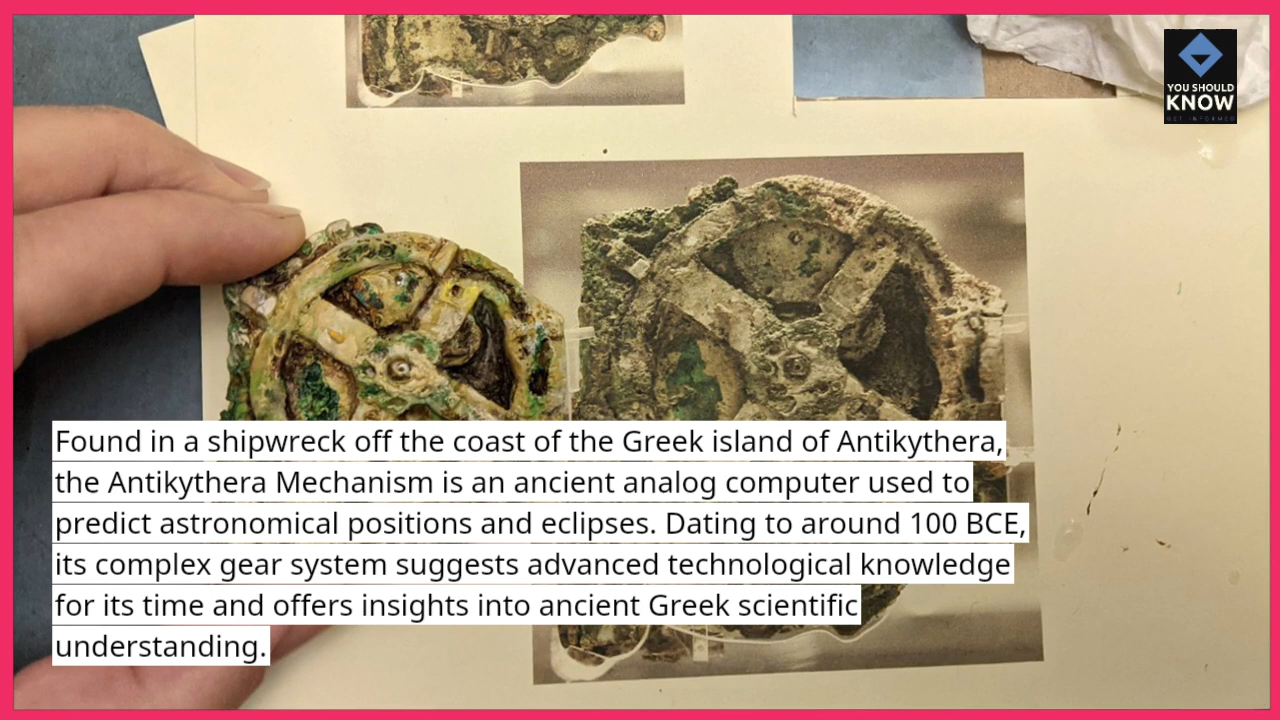 YOU SHOULD
KNOW
GET INFORMED
Found in a shipwreck off the coast of the Greek island of Antikythera,
the Antikythera Mechanism is an ancient analog computer used to
predict astronomical positions and eclipses. Dating to around 100 BCE,
its complex gear system suggests advanced technological knowledge
for its time and offers insights into ancient Greek scientific
understanding.